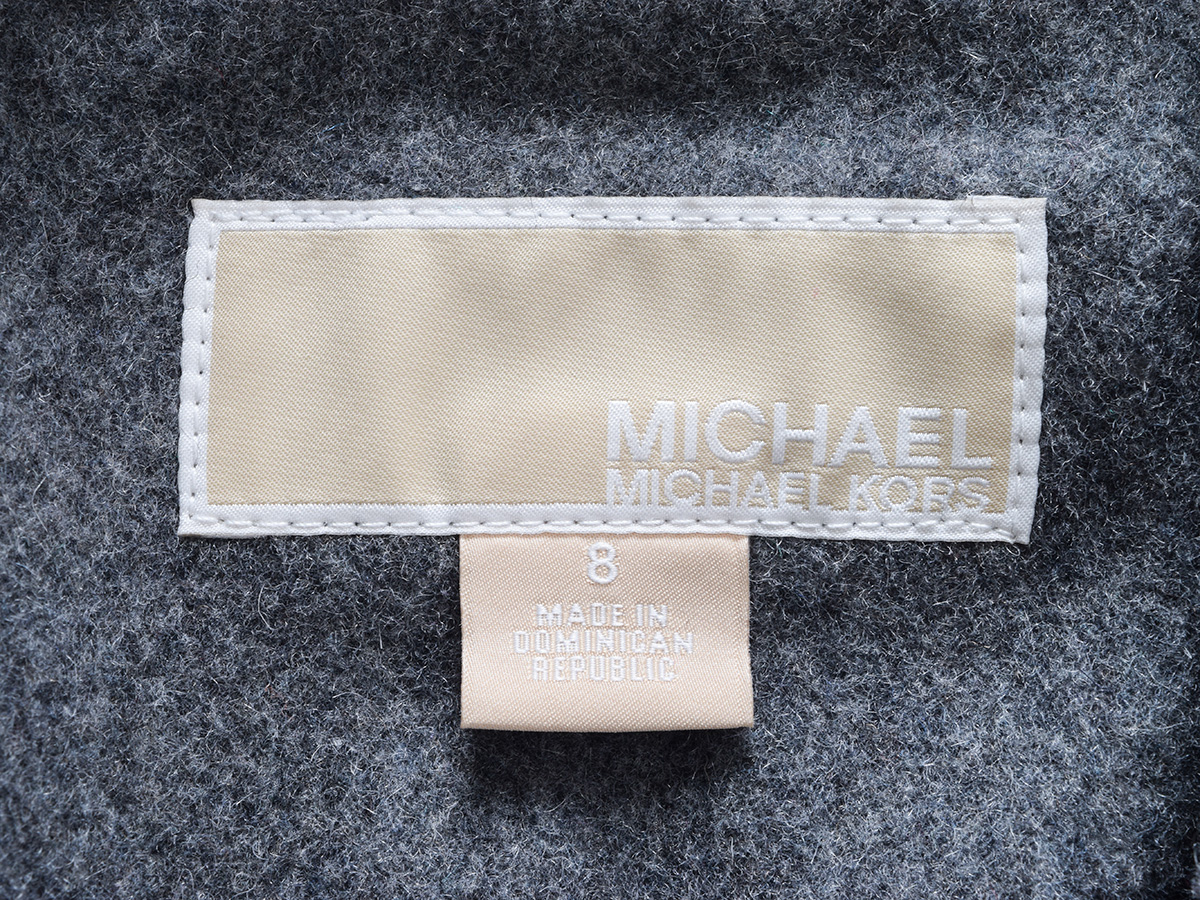 MICHAEL
MICHAEL KORS
8
MADE IN
DOMINICAN
REPUBLIC